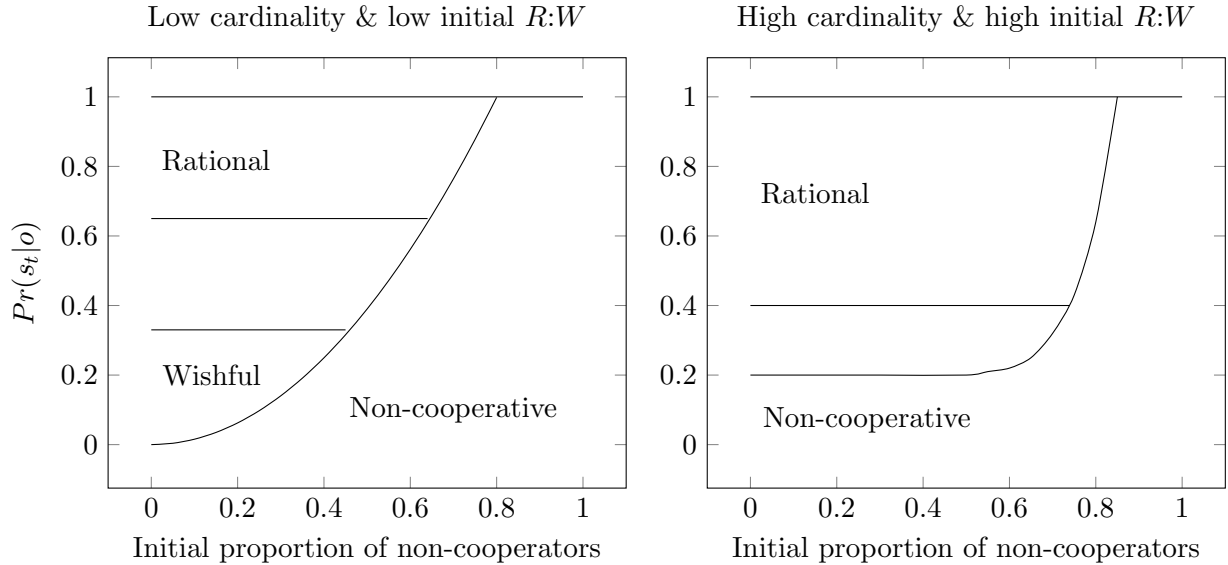 Low cardinality & low initial R:W
1
0.8
0.6
0.4
0.2
0
Pr(s_t|o)
Rational
Wishful
Non-cooperative
0 0.2 0.4 0.6 0.8 1
Initial proportion of non-cooperators
High cardinality & high initial R:W
1
0.8
0.6
0.4
0.2
0
Rational
Non-cooperative
0 0.2 0.4 0.6 0.8 1
Initial proportion of non-cooperators